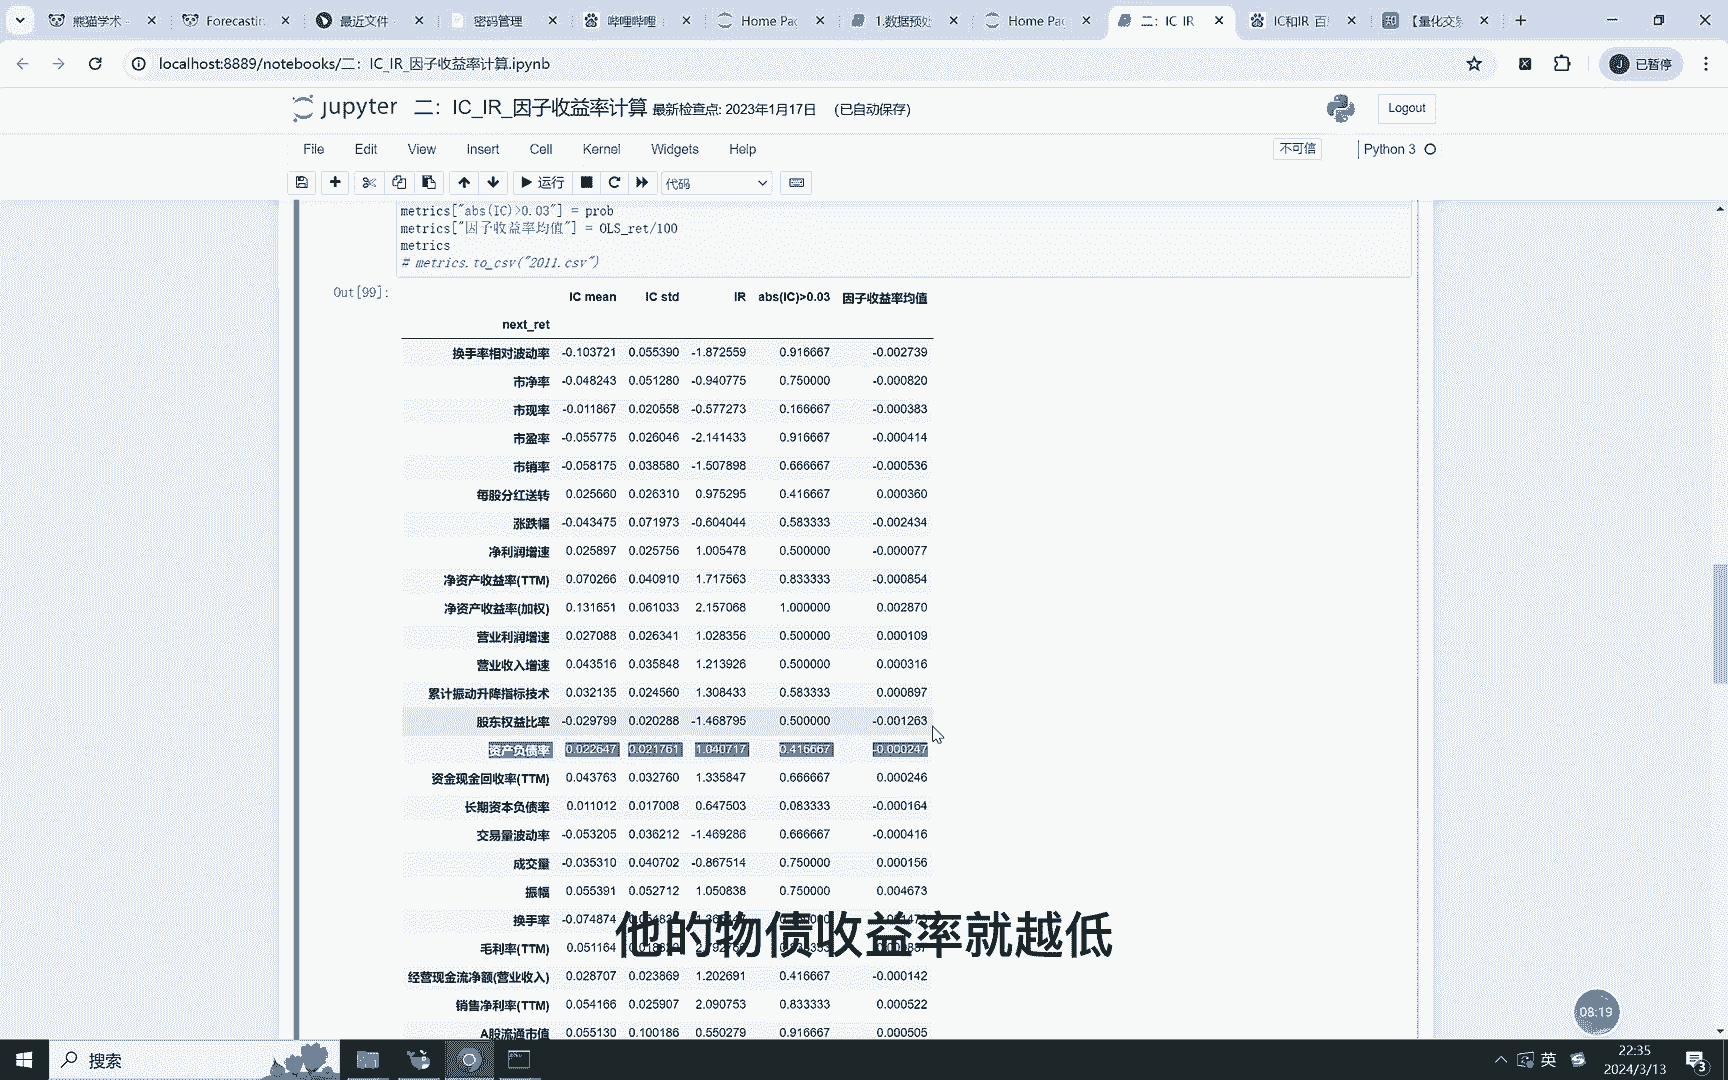 熊猫学术 -
Forecastin
最近文件 -
密码管理
哔哩哔哩
Home Pac
1.数据预处
Home Pac
二：IC IR
IC和IR 百
【量化交易
localhost:8889/notebooks/二：IC_IR_因子收益率计算.ipynb
已暂停
jupyter 二：IC_IR_因子收益率计算 最新检查点: 2023年1月17日 (已自动保存)
Logout
File Edit View Insert Cell Kernel Widgets Help
不可信 Python 3
运行 代码
metrics["abs(IC)>0.03"] = prob
metrics["因子收益率均值"] = OLS_ret/100
metrics
# metrics.to_csv("2011.csv")
Out[99]:
IC mean IC std IR abs(IC)>0.03 因子收益率均值
next_ret
换手率相对波动率 -0.103721 0.055390 -1.872559 0.916667 -0.002739
市净率 -0.048243 0.051280 -0.940775 0.750000 -0.000820
市现率 -0.011867 0.020558 -0.577273 0.166667 -0.000383
市盈率 -0.055775 0.026046 -2.141433 0.916667 -0.000414
市销率 -0.058175 0.038580 -1.507898 0.666667 -0.000536
每股分红送转 0.025660 0.026310 0.975295 0.416667 0.000360
涨跌幅 -0.043475 0.071973 -0.604044 0.583333 -0.002434
净利润增速 0.025897 0.025756 1.005478 0.500000 -0.000077
净资产收益率(TTM) 0.070266 0.040910 1.717563 0.833333 -0.000854
净资产收益率(加权) 0.131651 0.061033 2.157068 1.000000 0.002870
营业利润增速 0.027088 0.026341 1.028356 0.500000 0.000109
营业收入增速 0.043516 0.035848 1.213926 0.500000 0.000316
累计振动升降指标技术 0.032135 0.024560 1.308433 0.583333 0.000897
股东权益比率 -0.029799 0.020288 -1.468795 0.500000 -0.001263
资产负债率 0.022647 0.021761 1.040717 0.416667 -0.000247
资金现金回收率(TTM) 0.043763 0.032760 1.335847 0.666667 0.000246
长期资本负债率 0.011012 0.017008 0.647503 0.083333 -0.000164
交易量波动率 -0.053205 0.036212 -1.469286 0.666667 -0.000416
成交量 -0.035310 0.040702 -0.867514 0.750000 0.000156
振幅 0.055391 0.052712 1.050838 0.750000 0.004673
换手率 -0.074874
毛利率(TTM) 0.051164
他的物债收益率就越低
经营现金流净额(营业收入) 0.028707 0.023869 1.202691 0.416667 -0.000142
销售净利率(TTM) 0.054166 0.025907 2.090753 0.833333 0.000522
A股流通市值 0.055130 0.100186 0.550279 0.916667 0.000505
08:19
搜索
英
22:35
2024/3/13
3